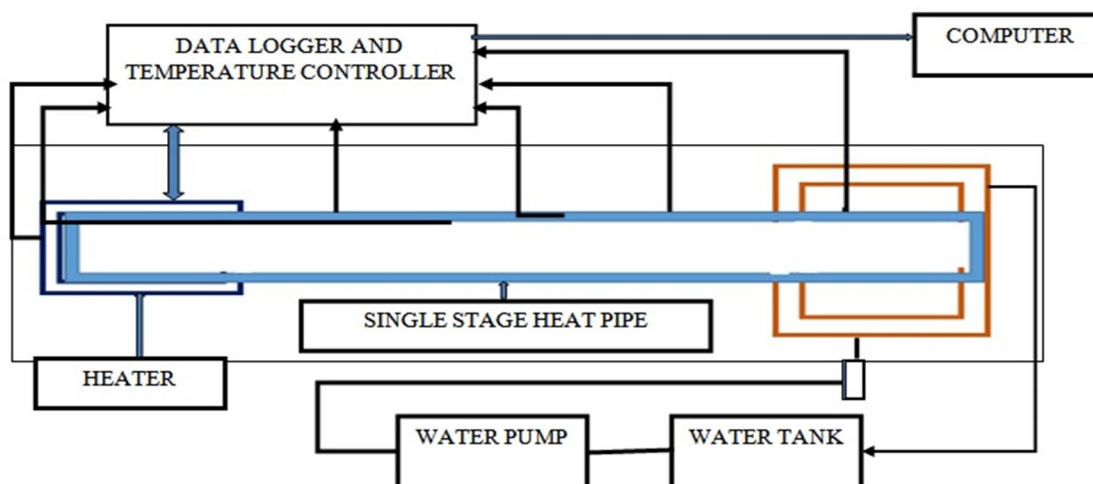 DATA LOGGER AND
TEMPERATURE CONTROLLER
COMPUTER
SINGLE STAGE HEAT PIPE
HEATER
WATER PUMP
WATER TANK